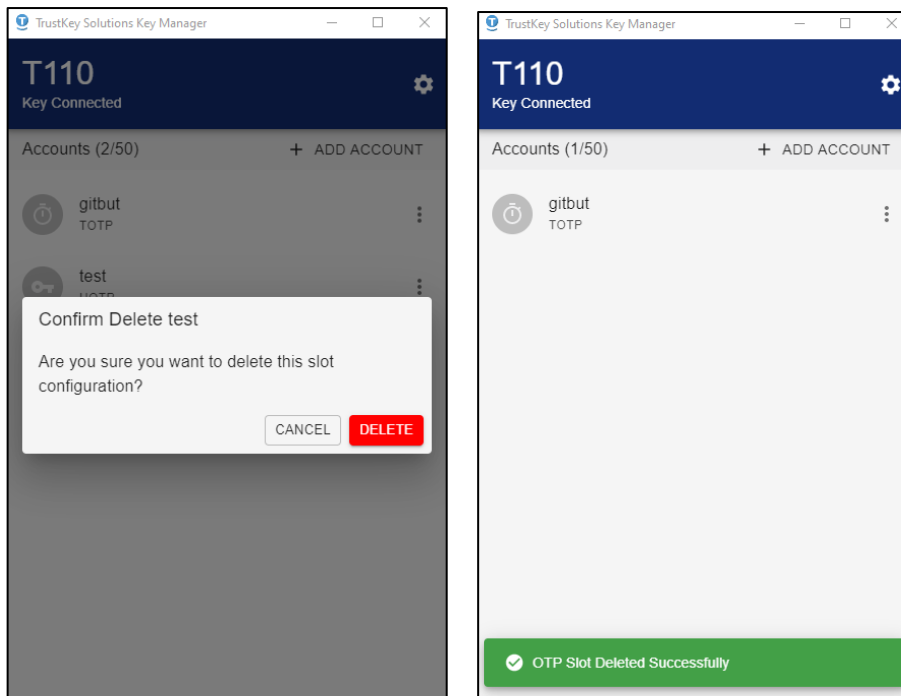 TrustKey Solutions Key Manager
T110
Key Connected
Accounts (2/50)
+ ADD ACCOUNT
gitbut
TOTP
test
HOTP
Confirm Delete test
Are you sure you want to delete this slot
configuration?
CANCEL
DELETE
TrustKey Solutions Key Manager
T110
Key Connected
Accounts (1/50)
+ ADD ACCOUNT
gitbut
TOTP
OTP Slot Deleted Successfully